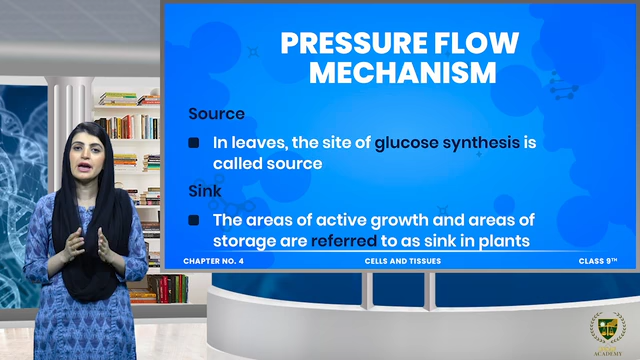 PRESSURE FLOW
MECHANISM
Source
In leaves, the site of glucose synthesis is
called source
Sink
The areas of active growth and areas of
storage are referred to as sink in plants
CHAPTER NO. 4 CELLS AND TISSUES CLASS 9TH
ACADEMY